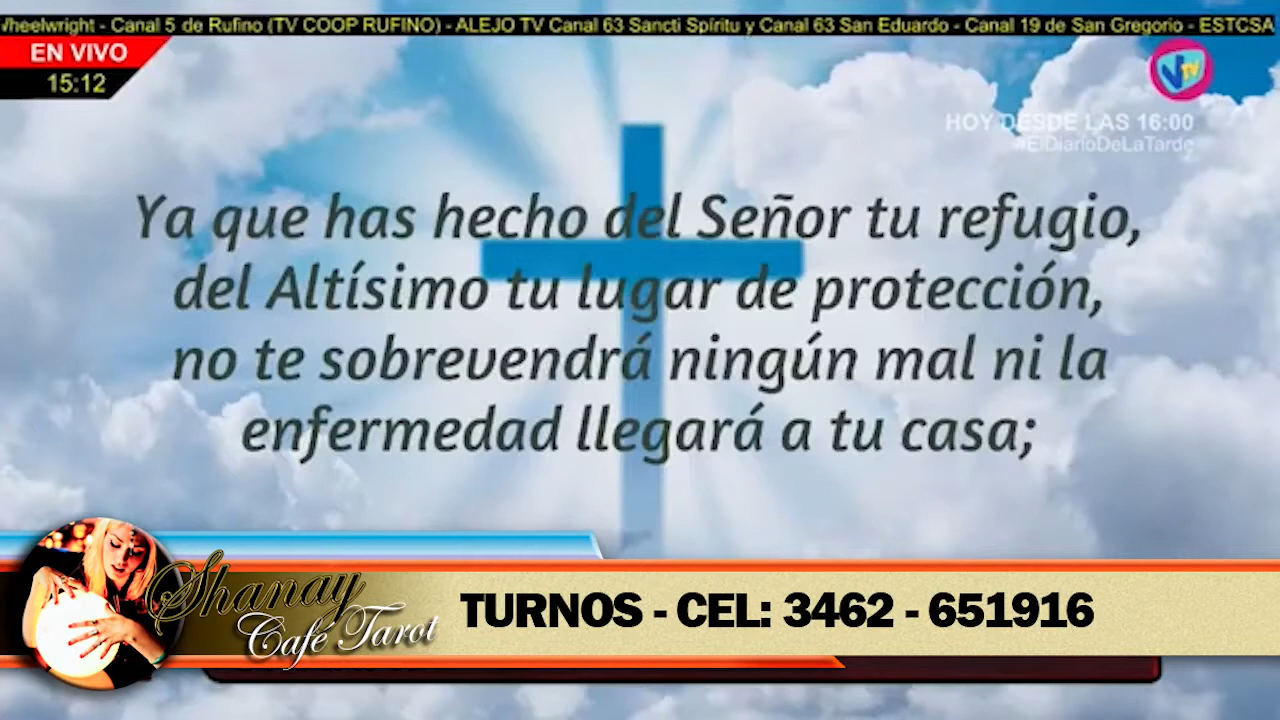 Wheelwright - Canal 5 de Rufino (TV COOP RUFINO) - ALEJO TV Canal 63 Sancti Spíritu y Canal 63 San Eduardo - Canal 19 de San Gregorio - ESTCSA
EN VIVO
15:12
VTV
HOY DESDE LAS 16:00
#ElDiarioDeLaTarde
Ya que has hecho del Señor tu refugio,
del Altísimo tu lugar de protección,
no te sobrevendrá ningún mal ni la
enfermedad llegará a tu casa;
Shanay
Café Tarot
TURNOS - CEL: 3462 - 651916